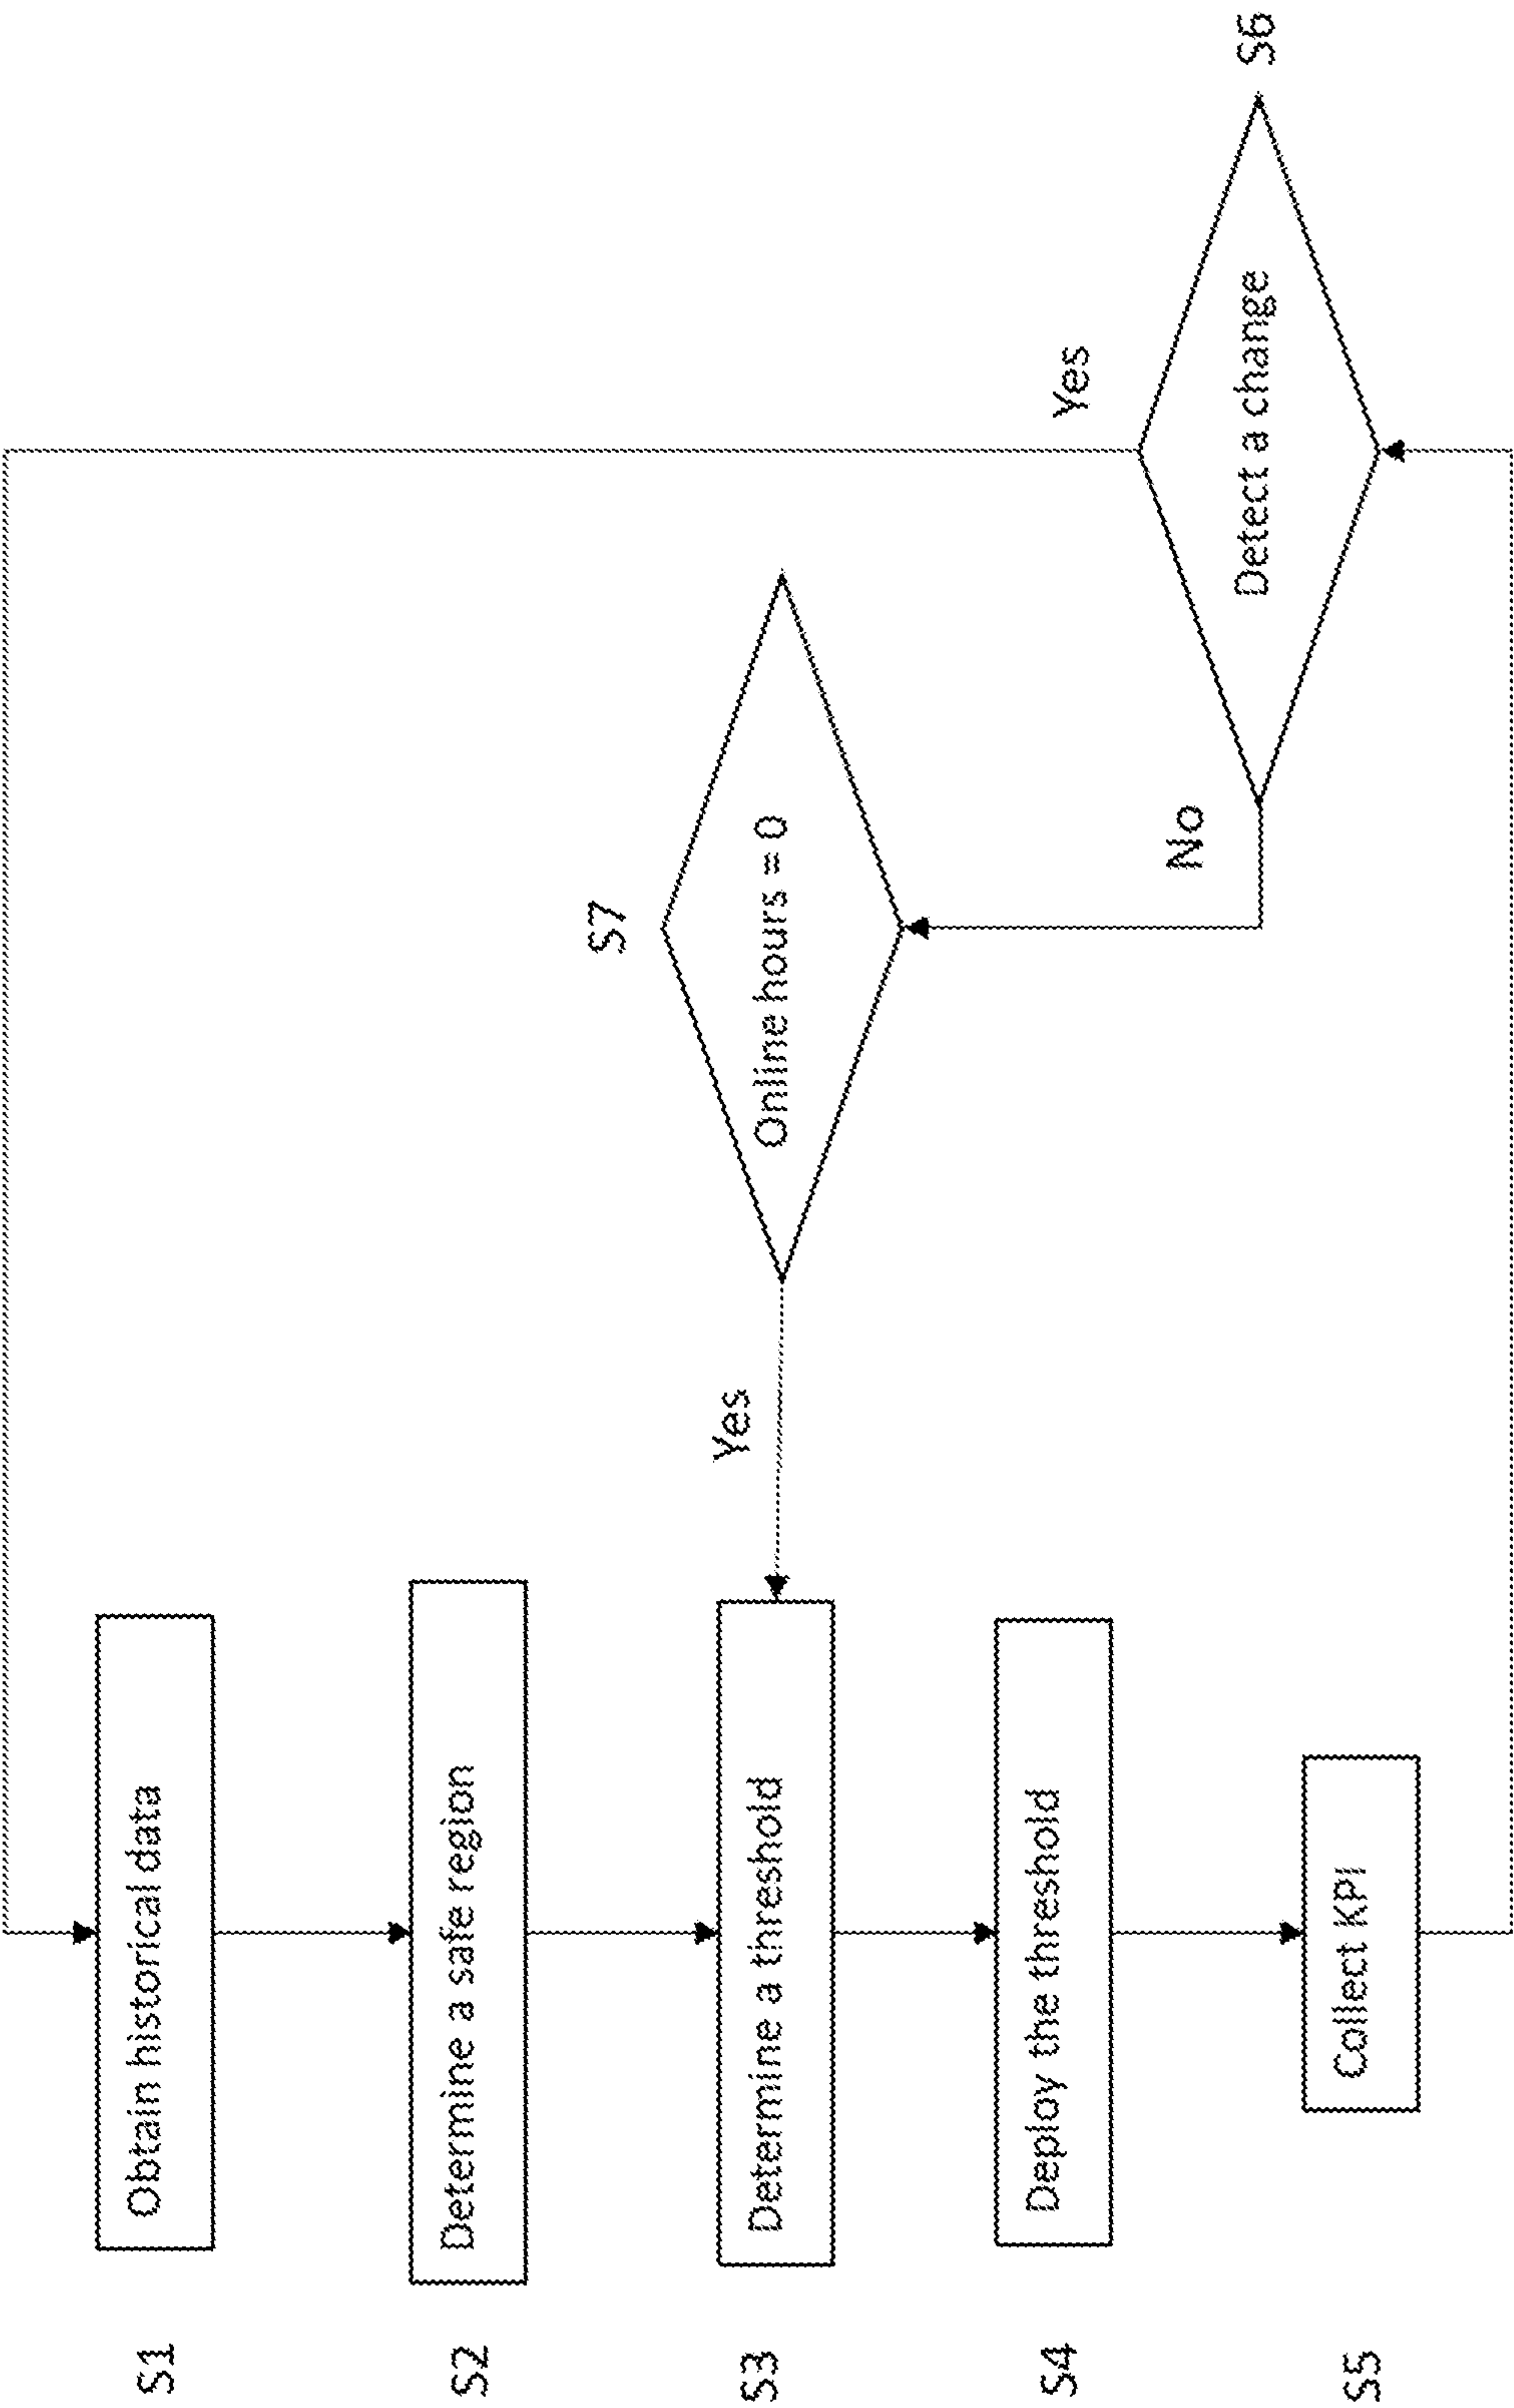 S1
Obtain historical data
S2
Determine a safe region
S3
Determine a threshold
S4
Deploy the threshold
S5
Collect KPI
Yes
S7
Online hours = 0
No
Yes
Detect a change
S6